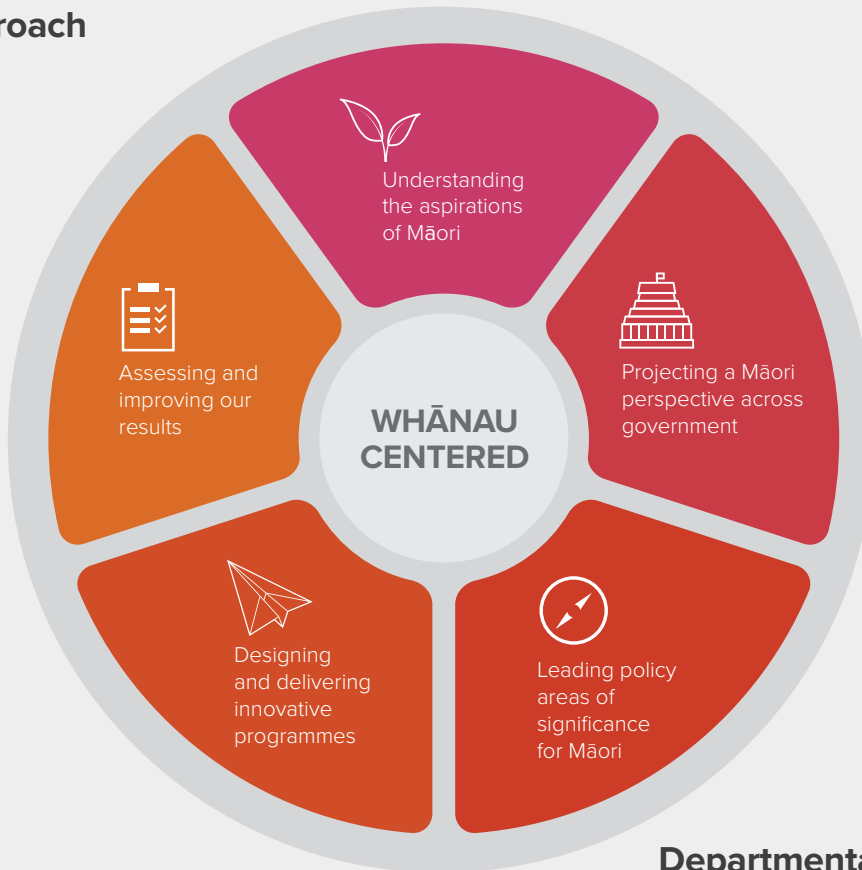 roach
Understanding
the aspirations
of Māori
Projecting a Māori
perspective across
government
Leading policy
areas of
significance
for Māori
Designing
and delivering
innovative
programmes
Assessing and
improving our
results
WHĀNAU
CENTERED
Departmenta